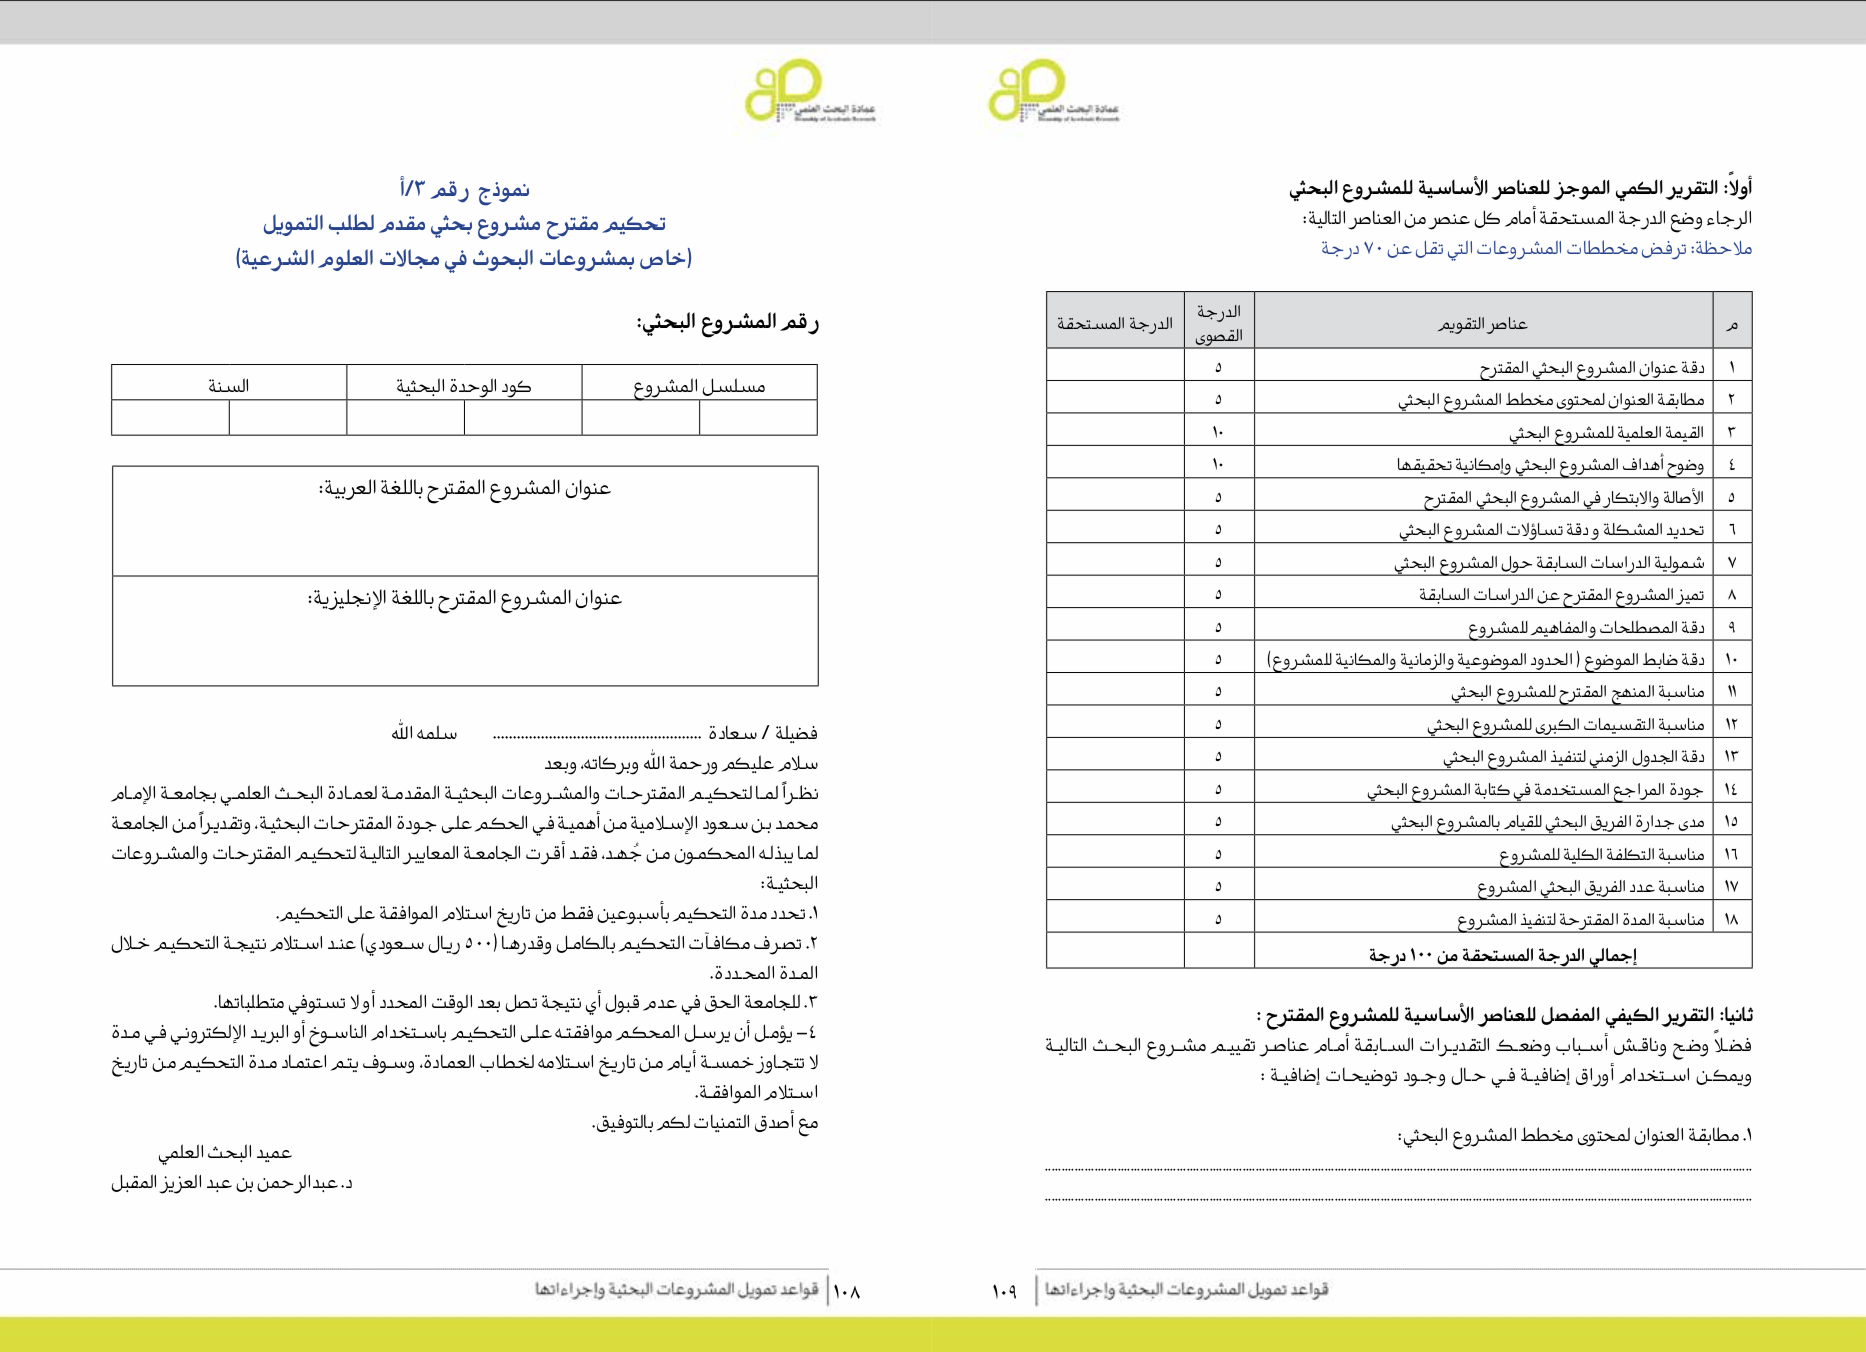 عمادة البحث العلمي
Deanship of Academic Research
نموذج رقم ٣/أ
تحكيم مقترح مشروع بحثي مقدم لطلب التمويل
(خاص بمشروعات البحوث في مجالات العلوم الشرعية)
رقم المشروع البحثي:
مسلسل المشروع	كود الوحدة البحثية	السنة
عنوان المشروع المقترح باللغة العربية:
عنوان المشروع المقترح باللغة الإنجليزية:
فضيلة / سعادة .................................................... سلمه الله
سلام عليكم ورحمة الله وبركاته، وبعد
نظراً لما لتحكيم المقترحات والمشروعات البحثية المقدمة لعمادة البحث العلمي بجامعة الإمام
محمد بن سعود الإسلامية من أهمية في الحكم على جودة المقترحات البحثية، وتقديراً من الجامعة
لما يبذله المحكمون من جُهد، فقد أقرت الجامعة المعايير التالية لتحكيم المقترحات والمشروعات
البحثية:
١. تحدد مدة التحكيم بأسبوعين فقط من تاريخ استلام الموافقة على التحكيم.
٢. تصرف مكافآت التحكيم بالكامل وقدرها (٥٠٠ ريال سعودي) عند استلام نتيجة التحكيم خلال
المدة المحددة.
٣. للجامعة الحق في عدم قبول أي نتيجة تصل بعد الوقت المحدد أو لا تستوفي متطلباتها.
٤– يؤمل أن يرسل المحكم موافقته على التحكيم باستخدام الناسوخ أو البريد الإلكتروني في مدة
لا تتجاوز خمسة أيام من تاريخ استلامه لخطاب العمادة، وسوف يتم اعتماد مدة التحكيم من تاريخ
استلام الموافقة.
مع أصدق التمنيات لكم بالتوفيق.
عميد البحث العلمي
د. عبدالرحمن بن عبد العزيز المقبل
١٠٨ قواعد تمويل المشروعات البحثية وإجراءاتها
عمادة البحث العلمي
Deanship of Academic Research
أولاً: التقرير الكمي الموجز للعناصر الأساسية للمشروع البحثي
الرجاء وضع الدرجة المستحقة أمام كل عنصر من العناصر التالية:
ملاحظة: ترفض مخططات المشروعات التي تقل عن ٧٠ درجة
م	عناصر التقويم	الدرجة القصوى	الدرجة المستحقة
١	دقة عنوان المشروع البحثي المقترح	٥
٢	مطابقة العنوان لمحتوى مخطط المشروع البحثي	٥
٣	القيمة العلمية للمشروع البحثي	١٠
٤	وضوح أهداف المشروع البحثي وإمكانية تحقيقها	١٠
٥	الأصالة والابتكار في المشروع البحثي المقترح	٥
٦	تحديد المشكلة ودقة تساؤلات المشروع البحثي	٥
٧	شمولية الدراسات السابقة حول المشروع البحثي	٥
٨	تميز المشروع المقترح عن الدراسات السابقة	٥
٩	دقة المصطلحات والمفاهيم للمشروع	٥
١٠	دقة ضابط الموضوع (الحدود الموضوعية والزمانية والمكانية للمشروع)	٥
١١	مناسبة المنهج المقترح للمشروع البحثي	٥
١٢	مناسبة التقسيمات الكبرى للمشروع البحثي	٥
١٣	دقة الجدول الزمني لتنفيذ المشروع البحثي	٥
١٤	جودة المراجع المستخدمة في كتابة المشروع البحثي	٥
١٥	مدى جدارة الفريق البحثي للقيام بالمشروع البحثي	٥
١٦	مناسبة التكلفة الكلية للمشروع	٥
١٧	مناسبة عدد الفريق البحثي المشروع	٥
١٨	مناسبة المدة المقترحة لتنفيذ المشروع	٥
إجمالي الدرجة المستحقة من ١٠٠ درجة
ثانيا: التقرير الكيفي المفصل للعناصر الأساسية للمشروع المقترح :
فضلاً وضح وناقش أسباب وضعك التقديرات السابقة أمام عناصر تقييم مشروع البحث التالية
ويمكن استخدام أوراق إضافية في حال وجود توضيحات إضافية :
١. مطابقة العنوان لمحتوى مخطط المشروع البحثي:
قواعد تمويل المشروعات البحثية وإجراءاتها ١٠٩